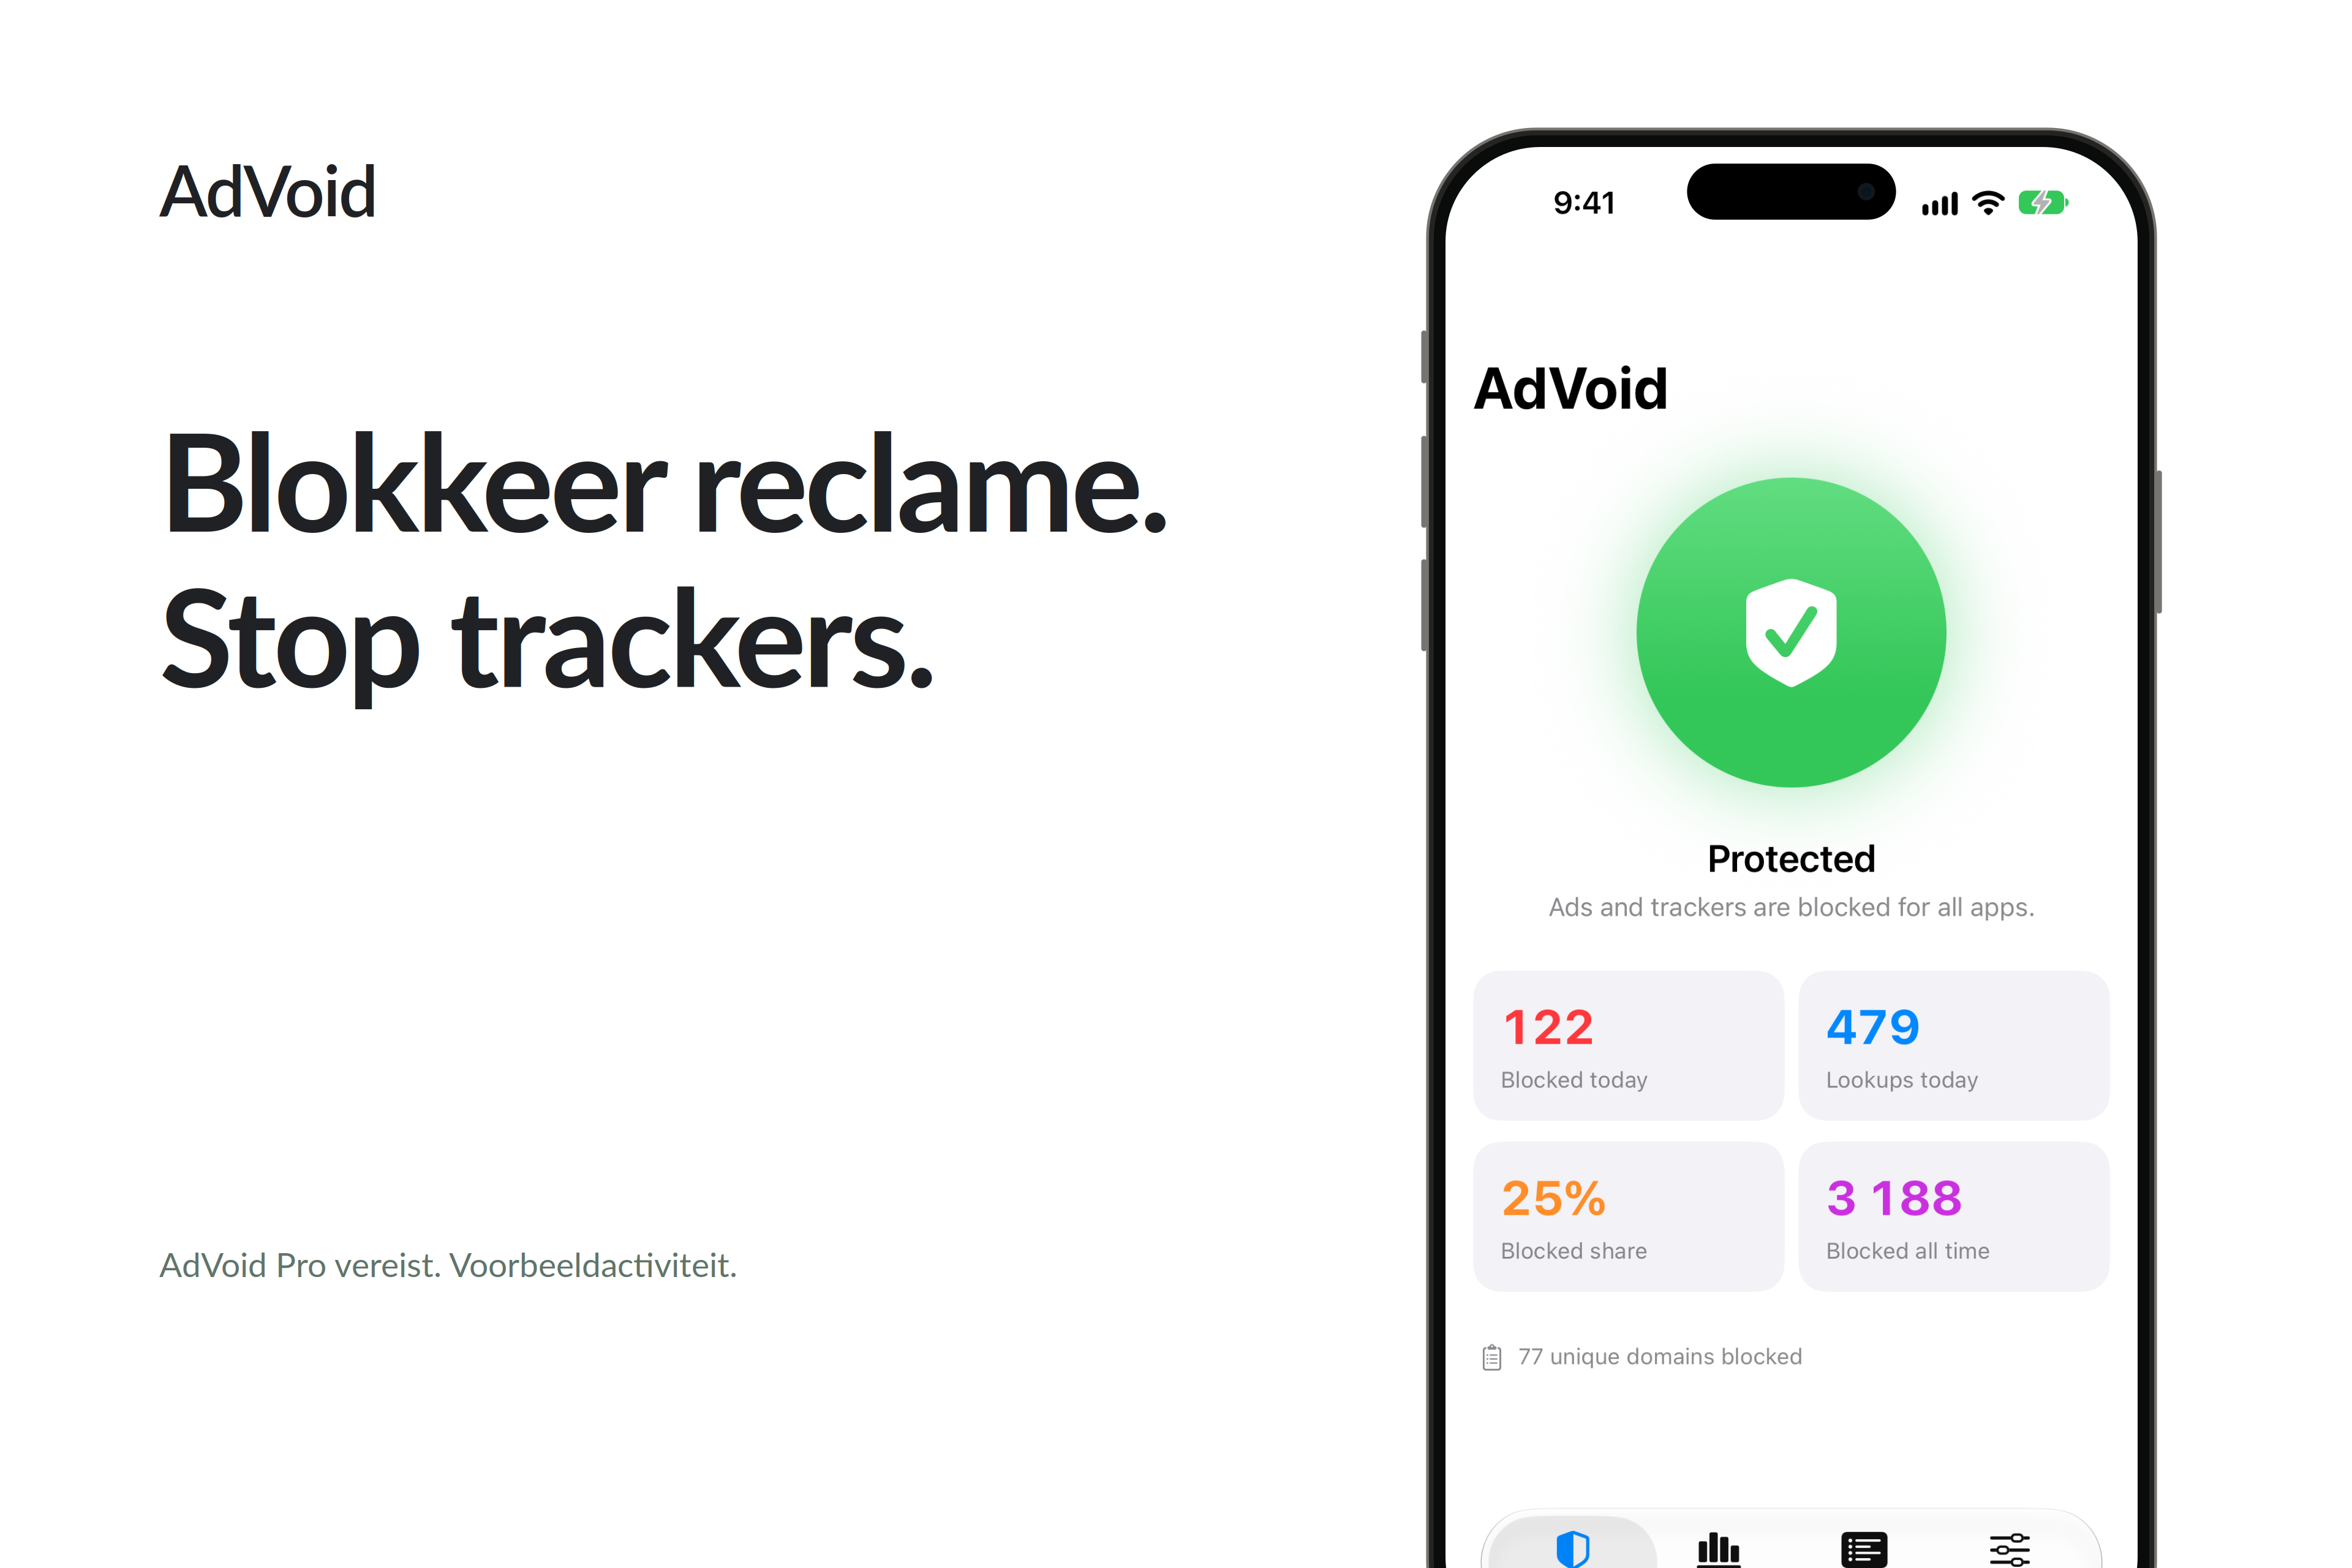 AdVoid
Blokkeer reclame.
Stop trackers.
AdVoid Pro vereist. Voorbeeldactiviteit.
9:41
AdVoid
Protected
Ads and trackers are blocked for all apps.
122
Blocked today
479
Lookups today
25%
Blocked share
3 188
Blocked all time
77 unique domains blocked